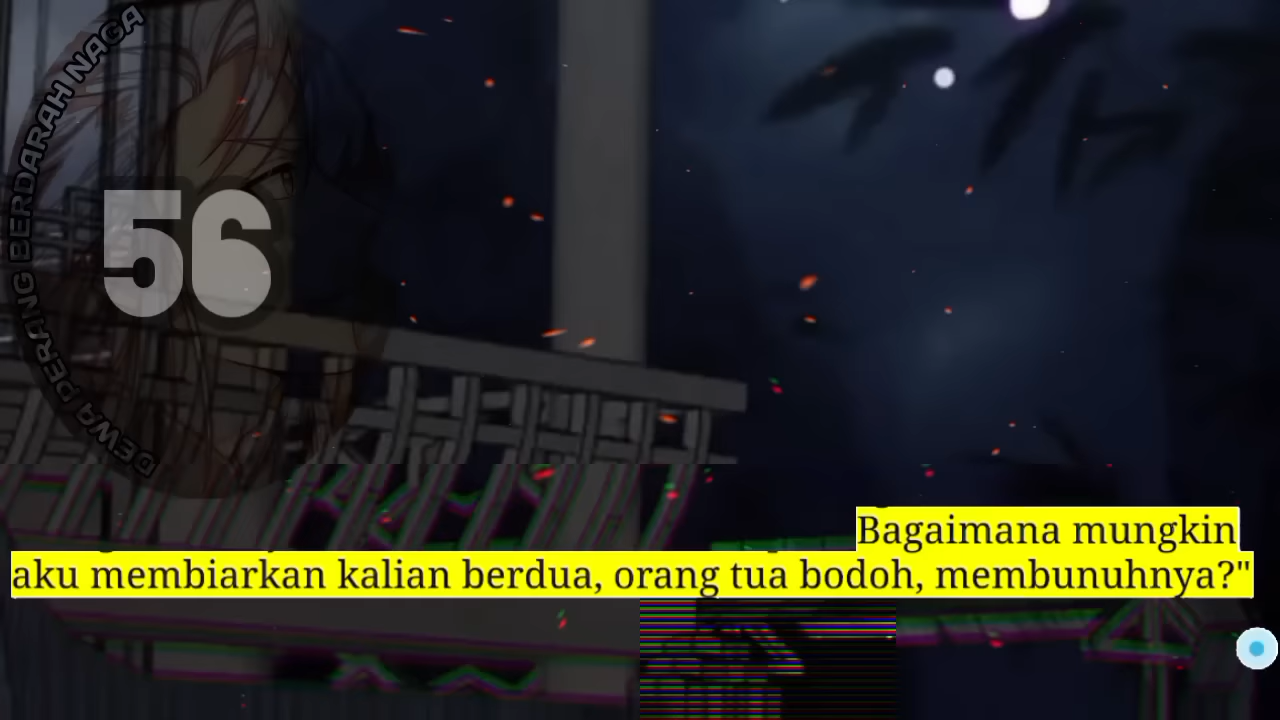 DEWA PERANG BERDARAH NAGA
56
Bagaimana mungkin
aku membiarkan kalian berdua, orang tua bodoh, membunuhnya?"